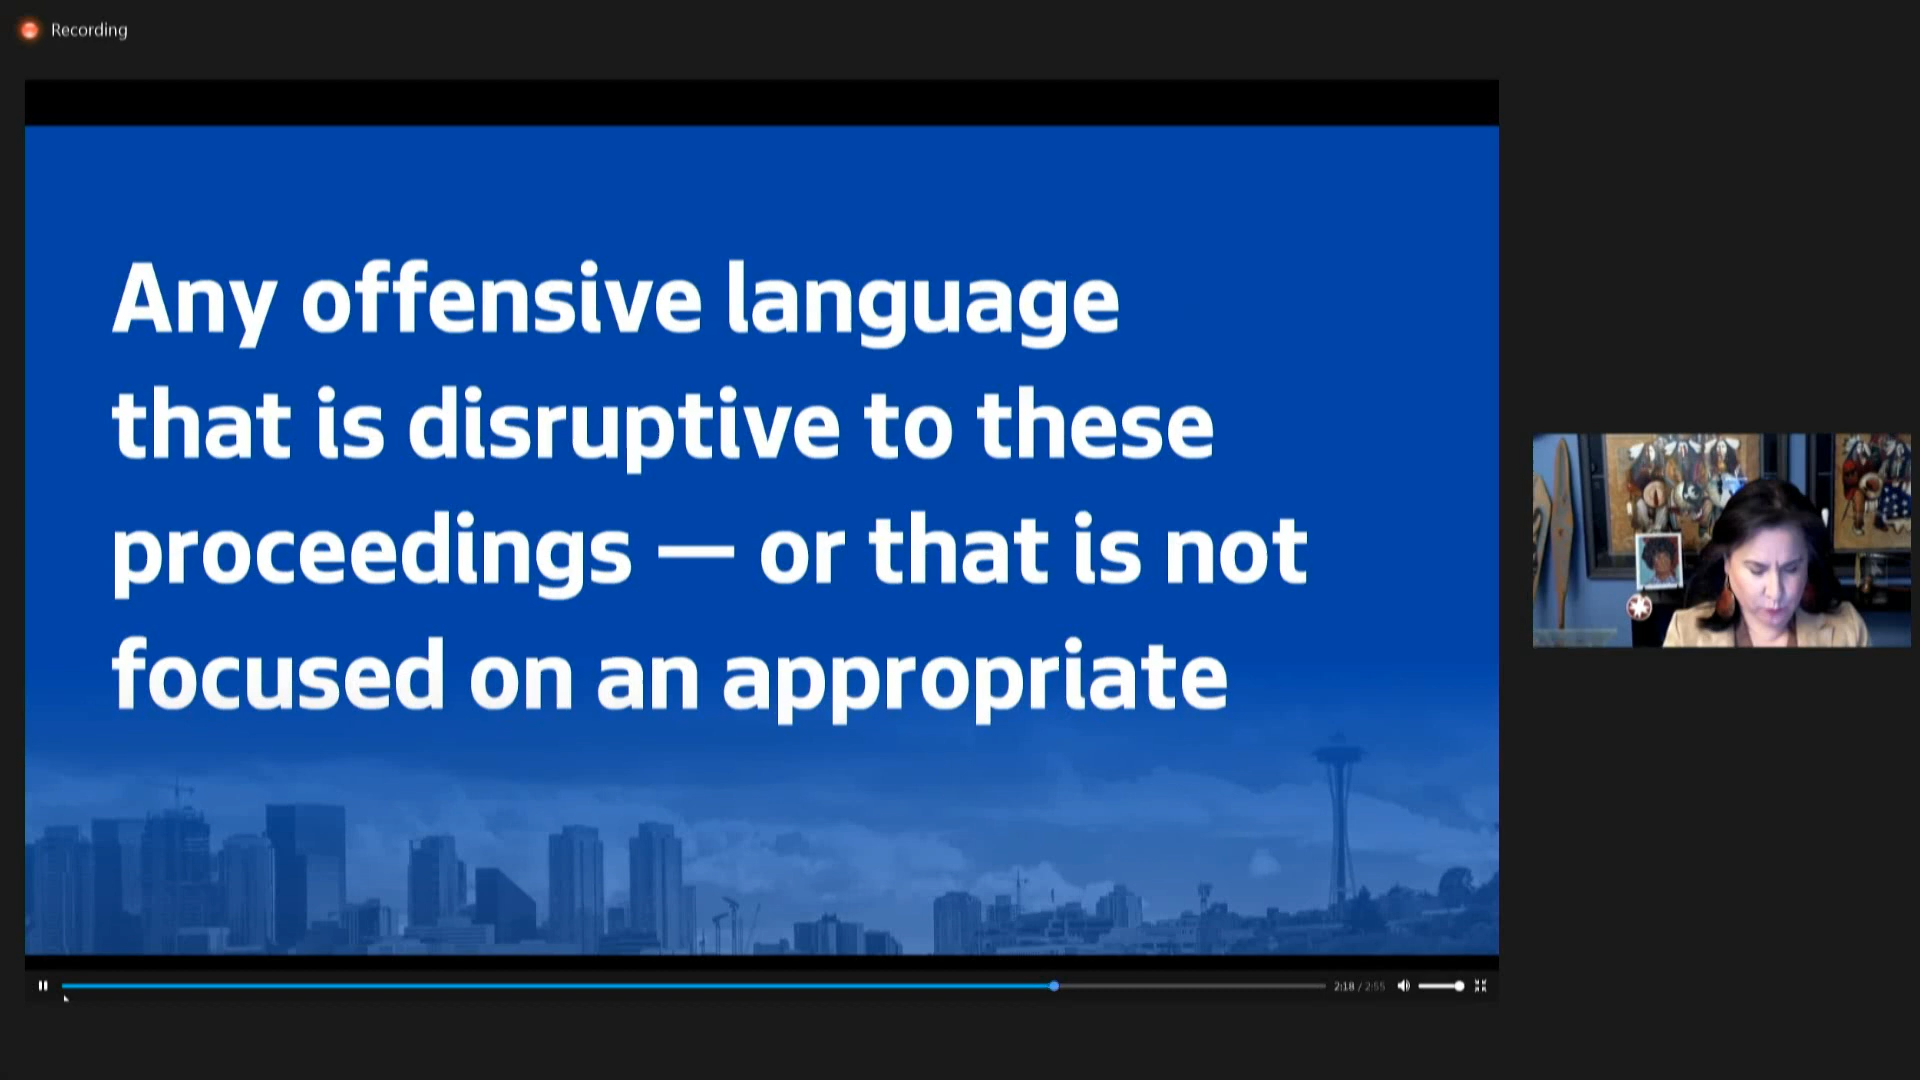 Recording
Any offensive language
that is disruptive to these
proceedings — or that is not
focused on an appropriate
2:18 / 2:55